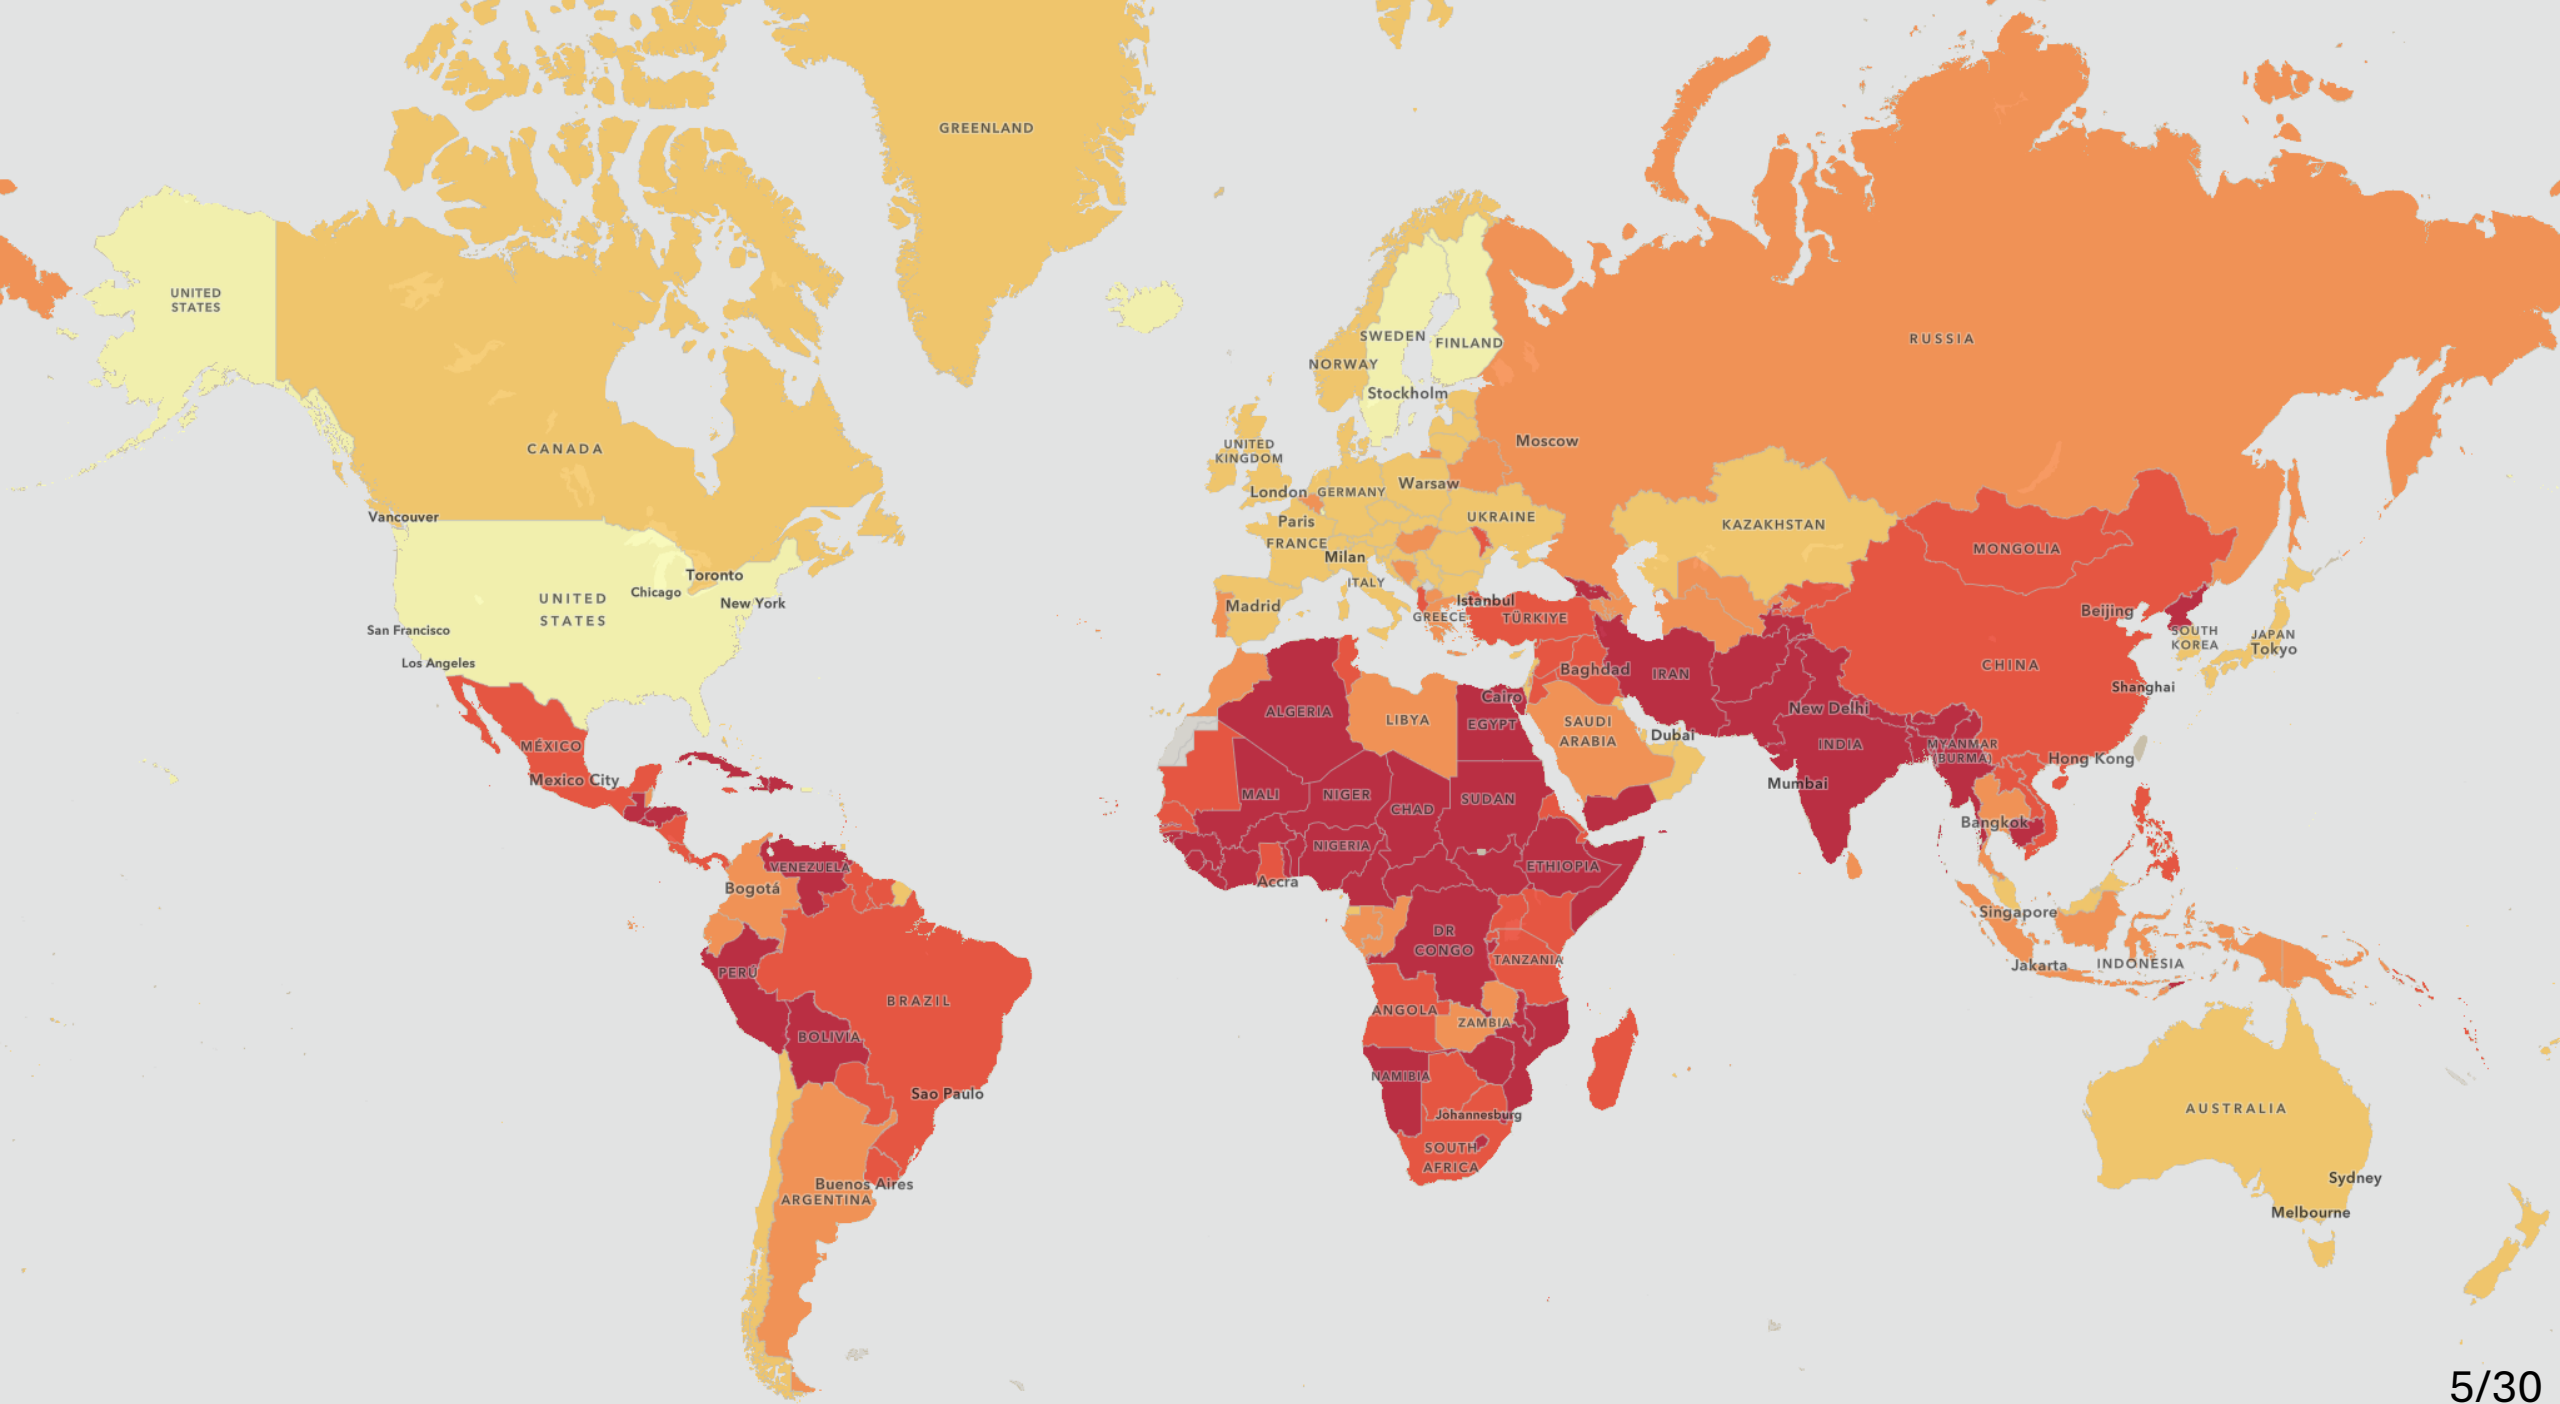 GREENLAND
UNITED
STATES
SWEDEN
FINLAND
RUSSIA
NORWAY
Stockholm
CANADA
UNITED
KINGDOM
Moscow
London
GERMANY
Warsaw
Vancouver
Paris
UKRAINE
KAZAKHSTAN
FRANCE
Milan
MONGOLIA
Toronto
ITALY
Chicago
New York
UNITED
STATES
Madrid
Istanbul
GREECE
TÜRKIYE
Beijing
San Francisco
SOUTH
KOREA
JAPAN
Tokyo
Los Angeles
Baghdad
IRAN
CHINA
Cairo
Shanghai
ALGERIA
LIBYA
EGYPT
SAUDI
ARABIA
New Delhi
Dubai
MÉXICO
INDIA
MYANMAR
(BURMA)
Hong Kong
Mexico City
Mumbai
MALI
NIGER
CHAD
SUDAN
Bangkok
NIGERIA
VENEZUELA
ETHIOPIA
Bogotá
Accra
Singapore
DR
CONGO
PERÚ
TANZANIA
Jakarta
INDONESIA
BRAZIL
ANGOLA
ZAMBIA
BOLIVIA
NAMIBIA
Sao Paulo
Johannesburg
AUSTRALIA
SOUTH
AFRICA
Buenos Aires
ARGENTINA
Sydney
Melbourne
5/30